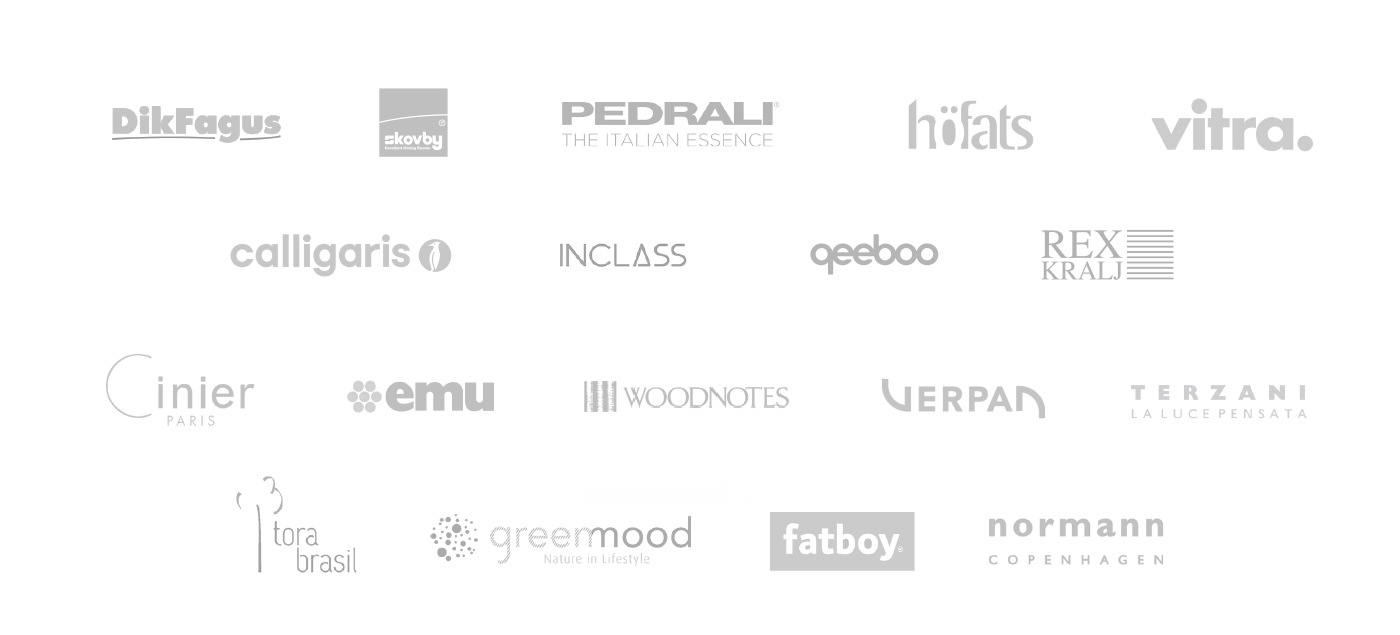 DikFagus
skovby
PEDRALI®
THE ITALIAN ESSENCE
höfats
vitra.
calligaris
INCLASS
qeeboo
REX
KRALJ
Cinier
PARIS
emu
WOODNOTES
VERPAN
TERZANI
LA LUCE PENSATA
tora
brasil
greenmood
Nature in Lifestyle
fatboy®
normann
COPENHAGEN